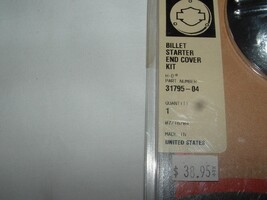 BILLET
STARTER
END COVER
KIT
H-D®
PART NUMBER
31795-04
QUANTITY
1
MADE IN
UNITED STATES
$ 38.95